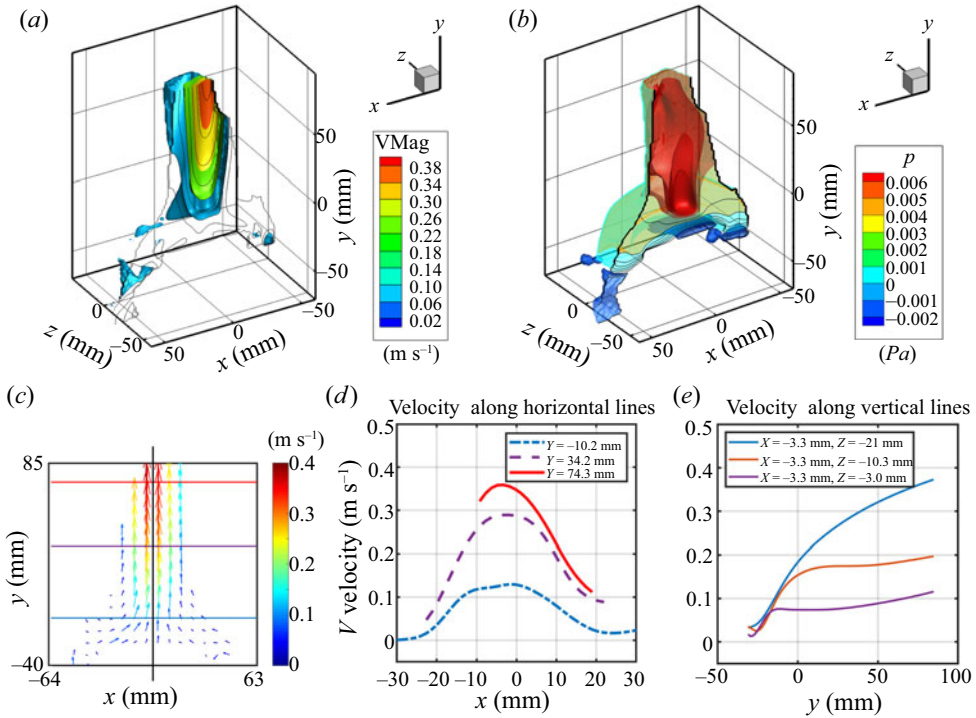 (a)
y
z
x
50
0
−50
y (mm)
VMag
0.38
0.34
0.30
0.26
0.22
0.18
0.14
0.10
0.06
0.02
(m s⁻¹)
0
−50
z (mm)
50
0
−50
x (mm)
(b)
y
z
x
50
0
−50
y (mm)
p
0.006
0.005
0.004
0.003
0.002
0.001
0
−0.001
−0.002
(Pa)
0
−50
z (mm)
50
0
−50
x (mm)
(c)
(m s⁻¹)
85
−40
y (mm)
−64
63
x (mm)
0.4
0.3
0.2
0.1
0
(d)
Velocity along horizontal lines
0.5
0.4
0.3
0.2
0.1
0
V velocity (m s⁻¹)
Y = −10.2 mm
Y = 34.2 mm
Y = 74.3 mm
−30 −20 −10 0 10 20 30
x (mm)
(e)
Velocity along vertical lines
0.5
0.4
0.3
0.2
0.1
0
X = −3.3 mm, Z = −21 mm
X = −3.3 mm, Z = −10.3 mm
X = −3.3 mm, Z = −3.0 mm
−50 0 50 100
y (mm)